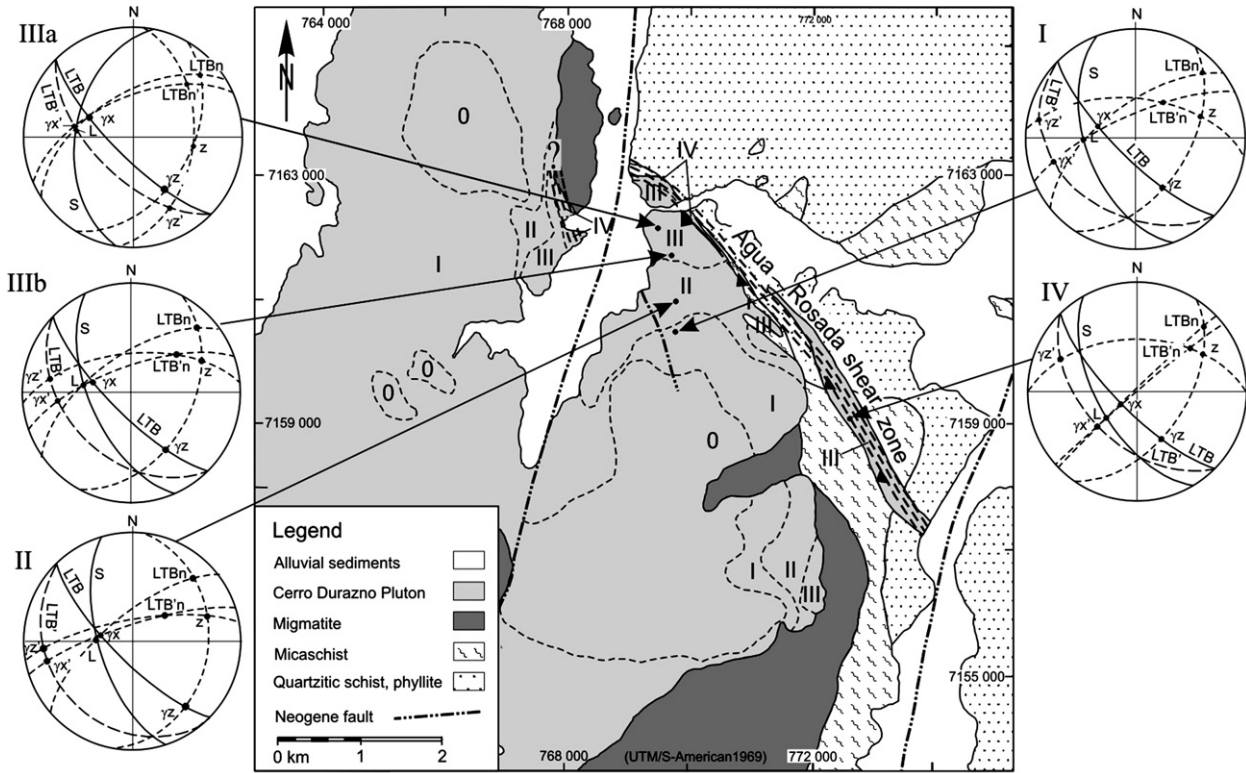 764 000
768 000
772 000
7163 000
7163 000
7159 000
7159 000
7155 000
768 000
772 000
(UTM/S-American1969)
N
0
?
IV
III
II
III
IV
I
III
II
0
0
III
I
0
III
I
II
III
Agua Rosada shear zone
Legend
Alluvial sediments
Cerro Durazno Pluton
Migmatite
Micaschist
Quartzitic schist, phyllite
Neogene fault
0 km
1
2
IIIa
N
LTB
S
LTBn
LTB'
LTBn'
γx'
γx
L
z
γz
S
γz'
IIIb
N
S
LTBn
LTB'
LTB'n
γz'
L
γx
z
γx'
LTB
γz
II
N
LTB
S
LTBn
LTB'
LTB'n
z
γx
γz'
L
γx'
γz
I
N
S
LTBn
LTB'
LTB'n
γz'
γx
z
L
γx'
LTB
γz
IV
N
S
LTBn
LTB'n
γz'
z
γx
L
γx'
γz
LTB
LTB'